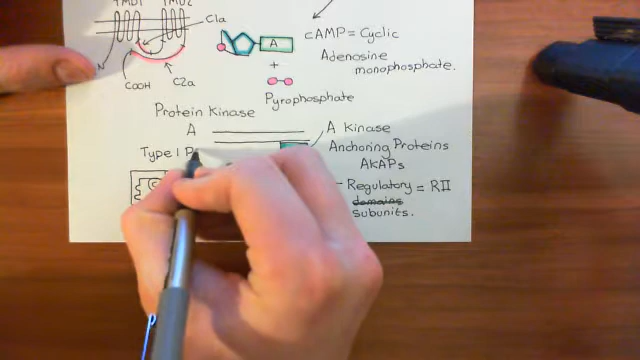 TMD1 TMD2
C1a
COOH
C2a
A
+
Pyrophosphate
cAMP = Cyclic
Adenosine
monophosphate.
Protein Kinase
A
Type 1
A Kinase
Anchoring Proteins
AKAPs
Regulatory = RII
domains
subunits.